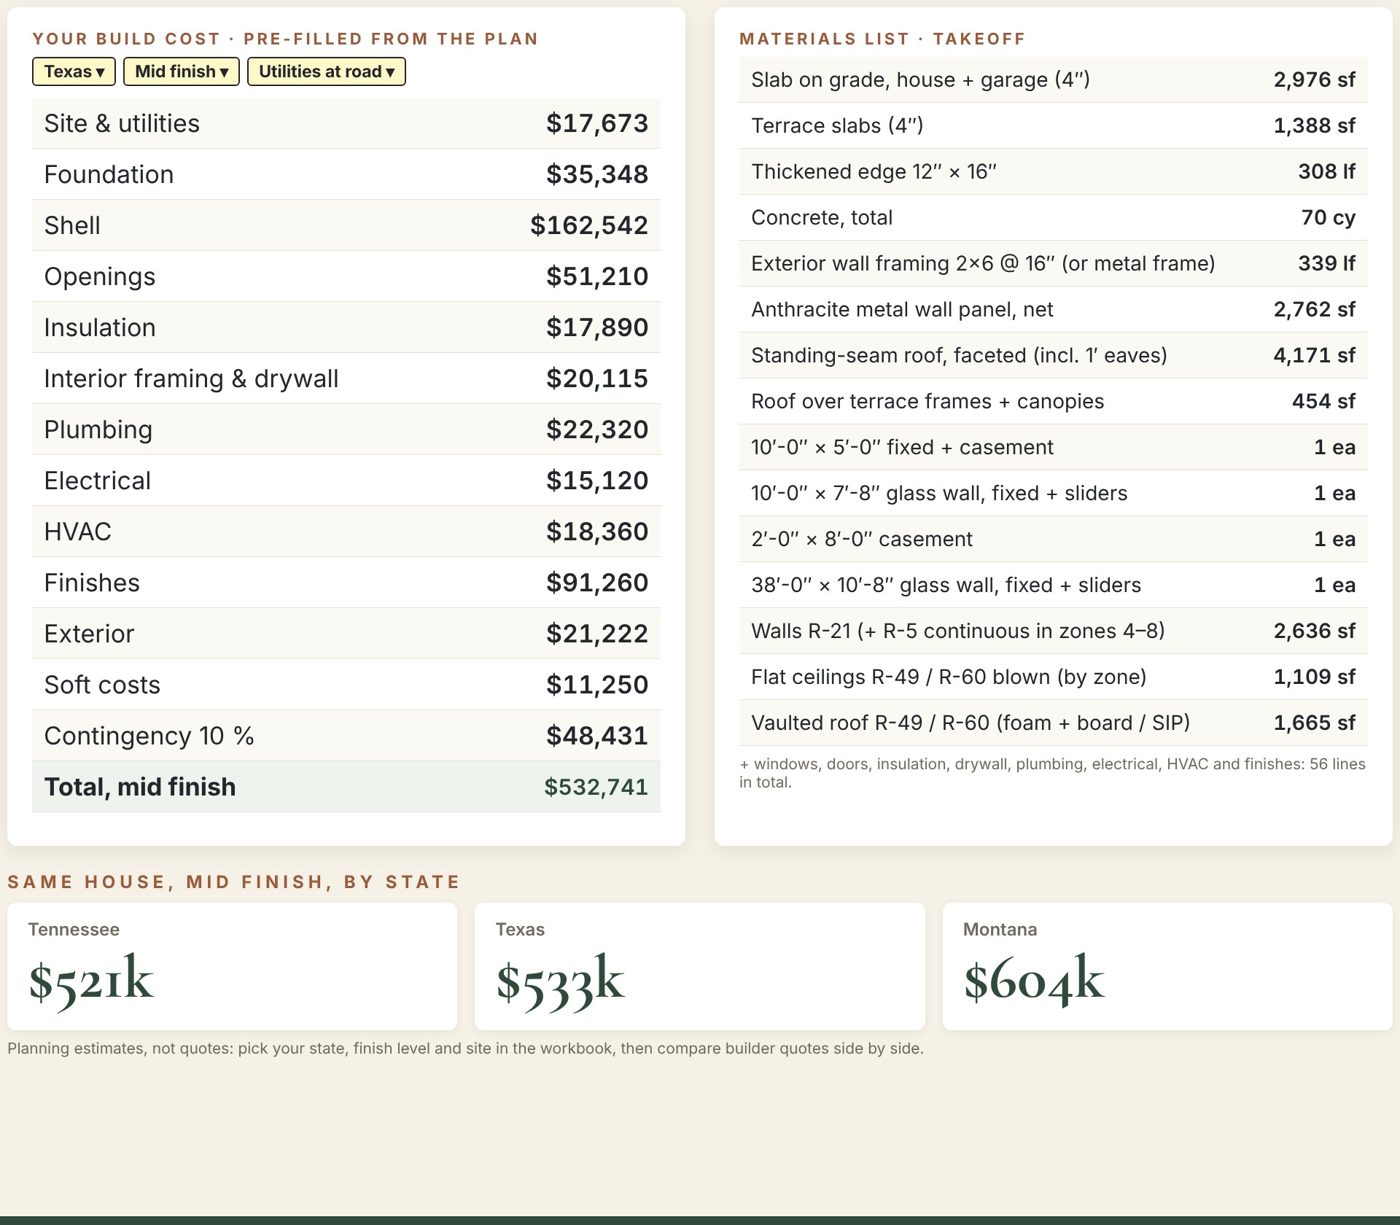 YOUR BUILD COST · PRE-FILLED FROM THE PLAN
Texas ▾ Mid finish ▾ Utilities at road ▾
Site & utilities $17,673
Foundation $35,348
Shell $162,542
Openings $51,210
Insulation $17,890
Interior framing & drywall $20,115
Plumbing $22,320
Electrical $15,120
HVAC $18,360
Finishes $91,260
Exterior $21,222
Soft costs $11,250
Contingency 10 % $48,431
Total, mid finish $532,741
MATERIALS LIST · TAKEOFF
Slab on grade, house + garage (4″) 2,976 sf
Terrace slabs (4″) 1,388 sf
Thickened edge 12″ × 16″ 308 lf
Concrete, total 70 cy
Exterior wall framing 2×6 @ 16″ (or metal frame) 339 lf
Anthracite metal wall panel, net 2,762 sf
Standing-seam roof, faceted (incl. 1′ eaves) 4,171 sf
Roof over terrace frames + canopies 454 sf
10′-0″ × 5′-0″ fixed + casement 1 ea
10′-0″ × 7′-8″ glass wall, fixed + sliders 1 ea
2′-0″ × 8′-0″ casement 1 ea
38′-0″ × 10′-8″ glass wall, fixed + sliders 1 ea
Walls R-21 (+ R-5 continuous in zones 4–8) 2,636 sf
Flat ceilings R-49 / R-60 blown (by zone) 1,109 sf
Vaulted roof R-49 / R-60 (foam + board / SIP) 1,665 sf
+ windows, doors, insulation, drywall, plumbing, electrical, HVAC and finishes: 56 lines
in total.
SAME HOUSE, MID FINISH, BY STATE
Tennessee
$521k
Texas
$533k
Montana
$604k
Planning estimates, not quotes: pick your state, finish level and site in the workbook, then compare builder quotes side by side.